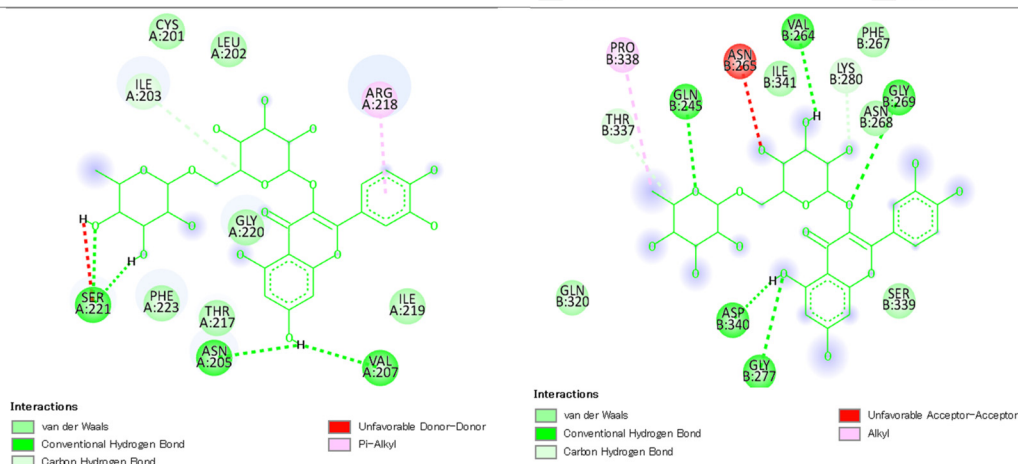 CYS
A:201
LEU
A:202
ILE
A:203
ARG
A:218
O
O
O
O
O
O
O
O
O
O
GLY
A:220
O
H
O
O
O
O
O
H
SER
A:221
PHE
A:223
THR
A:217
ILE
A:219
O
H
ASN
A:205
VAL
A:207
Interactions
van der Waals
Conventional Hydrogen Bond
Carbon Hydrogen Bond
Unfavorable Donor-Donor
Pi-Alkyl
VAL
B:264
PHE
B:267
PRO
B:338
ASN
B:265
ILE
B:341
LYS
B:280
GLN
B:245
GLY
B:269
ASN
B:268
THR
B:337
H
O
O
O
O
O
O
O
O
O
O
O
O
O
O
H
O
O
GLN
B:320
SER
B:339
ASP
B:340
O
GLY
B:277
Interactions
van der Waals
Conventional Hydrogen Bond
Carbon Hydrogen Bond
Unfavorable Acceptor-Acceptor
Alkyl